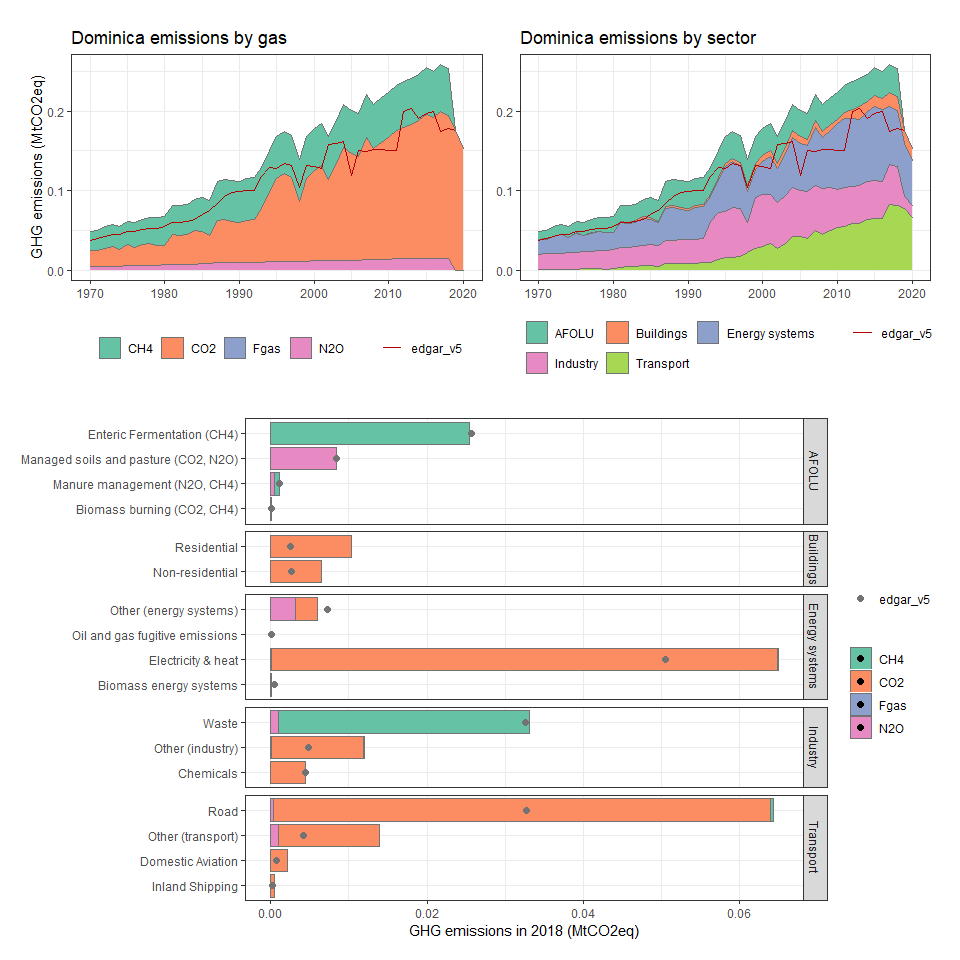 Dominica emissions by gas
GHG emissions (MtCO2eq)
0.2
0.1
0.0
1970 1980 1990 2000 2010 2020
CH4 CO2 Fgas N2O edgar_v5
Dominica emissions by sector
0.2
0.1
0.0
1970 1980 1990 2000 2010 2020
AFOLU Buildings Energy systems edgar_v5
Industry Transport
Enteric Fermentation (CH4)
Managed soils and pasture (CO2, N2O)
Manure management (N2O, CH4)
Biomass burning (CO2, CH4)
AFOLU
Residential
Non-residential
Buildings
Other (energy systems)
Oil and gas fugitive emissions
Electricity & heat
Biomass energy systems
Energy systems
Waste
Other (industry)
Chemicals
Industry
Road
Other (transport)
Domestic Aviation
Inland Shipping
Transport
0.00 0.02 0.04 0.06
GHG emissions in 2018 (MtCO2eq)
edgar_v5
CH4
CO2
Fgas
N2O